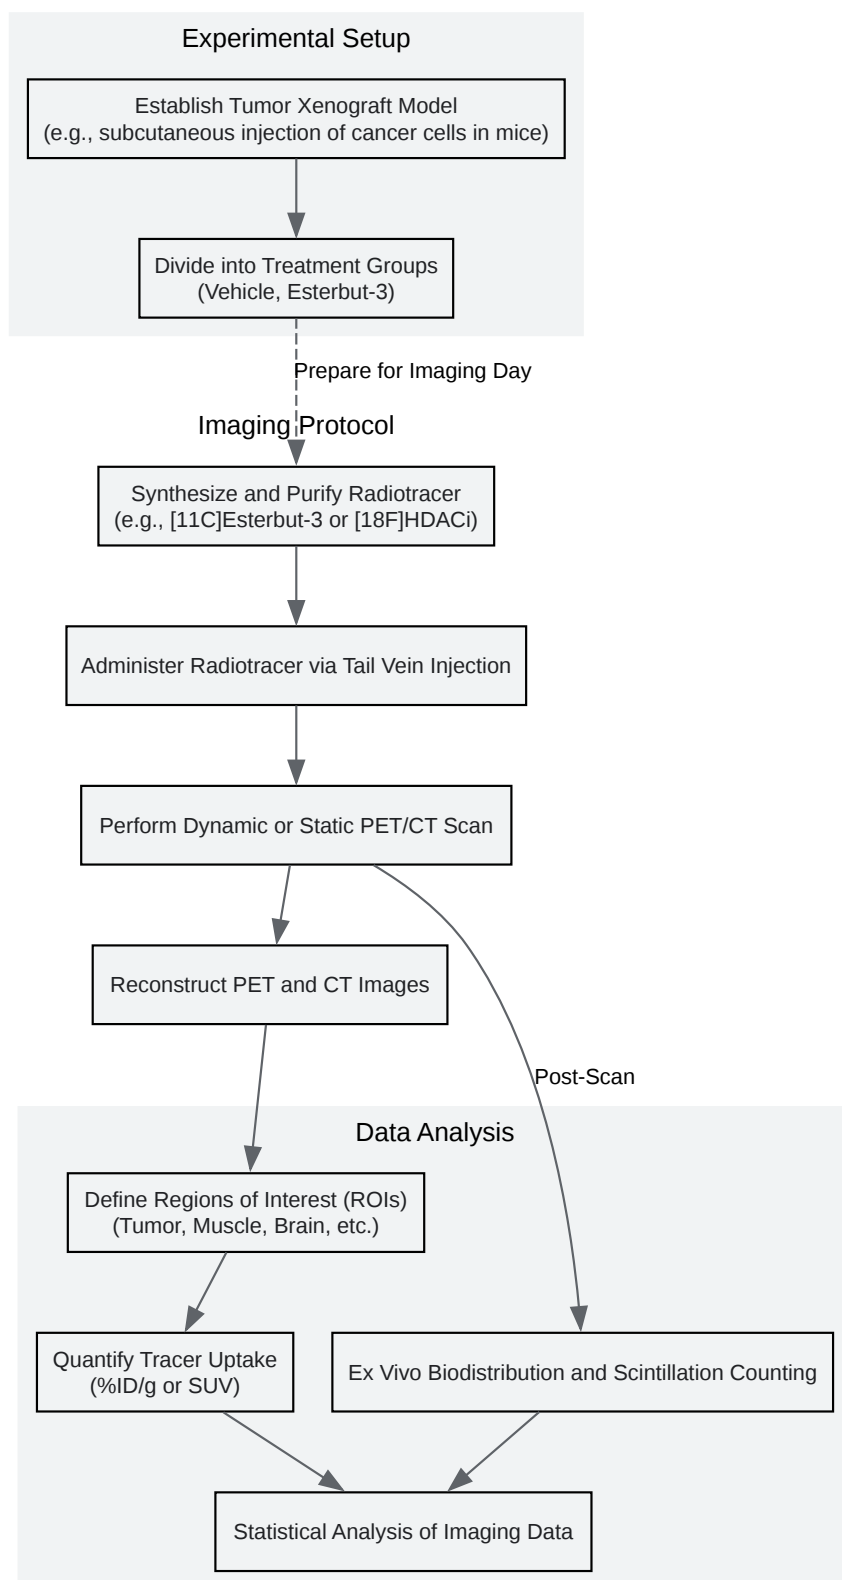 Experimental Setup
Establish Tumor Xenograft Model
(e.g., subcutaneous injection of cancer cells in mice)
Divide into Treatment Groups
(Vehicle, Esterbut-3)
Prepare for Imaging Day
Imaging Protocol
Synthesize and Purify Radiotracer
(e.g., [11C]Esterbut-3 or [18F]HDACi)
Administer Radiotracer via Tail Vein Injection
Perform Dynamic or Static PET/CT Scan
Reconstruct PET and CT Images
Post-Scan
Data Analysis
Define Regions of Interest (ROIs)
(Tumor, Muscle, Brain, etc.)
Quantify Tracer Uptake
(%ID/g or SUV)
Ex Vivo Biodistribution and Scintillation Counting
Statistical Analysis of Imaging Data